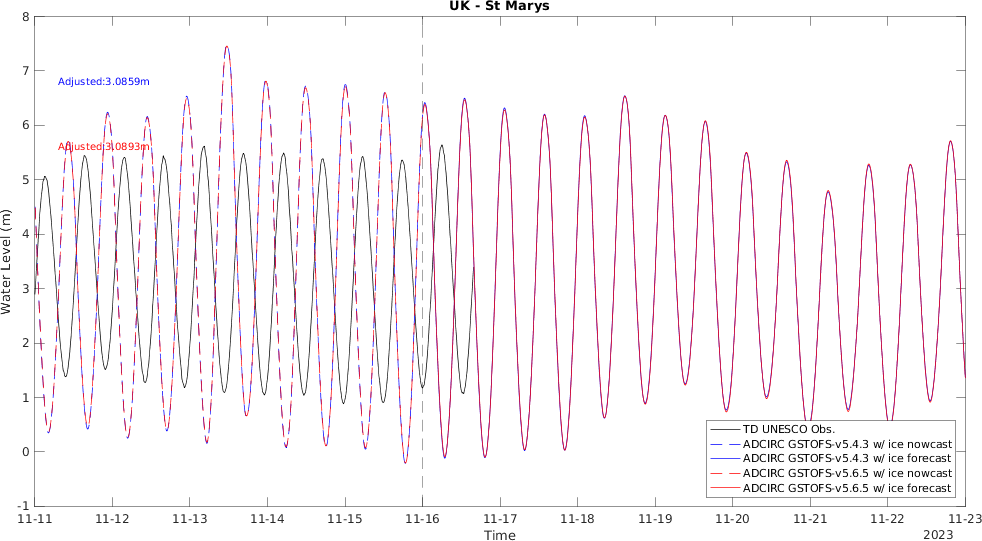 UK - St Marys
8
7
6
5
4
3
2
1
0
-1
Water Level (m)
Adjusted:3.0859m
Adjusted:3.0893m
TD UNESCO Obs.
ADCIRC GSTOFS-v5.4.3 w/ ice nowcast
ADCIRC GSTOFS-v5.4.3 w/ ice forecast
ADCIRC GSTOFS-v5.6.5 w/ ice nowcast
ADCIRC GSTOFS-v5.6.5 w/ ice forecast
11-11 11-12 11-13 11-14 11-15 11-16 11-17 11-18 11-19 11-20 11-21 11-22 11-23
Time
2023